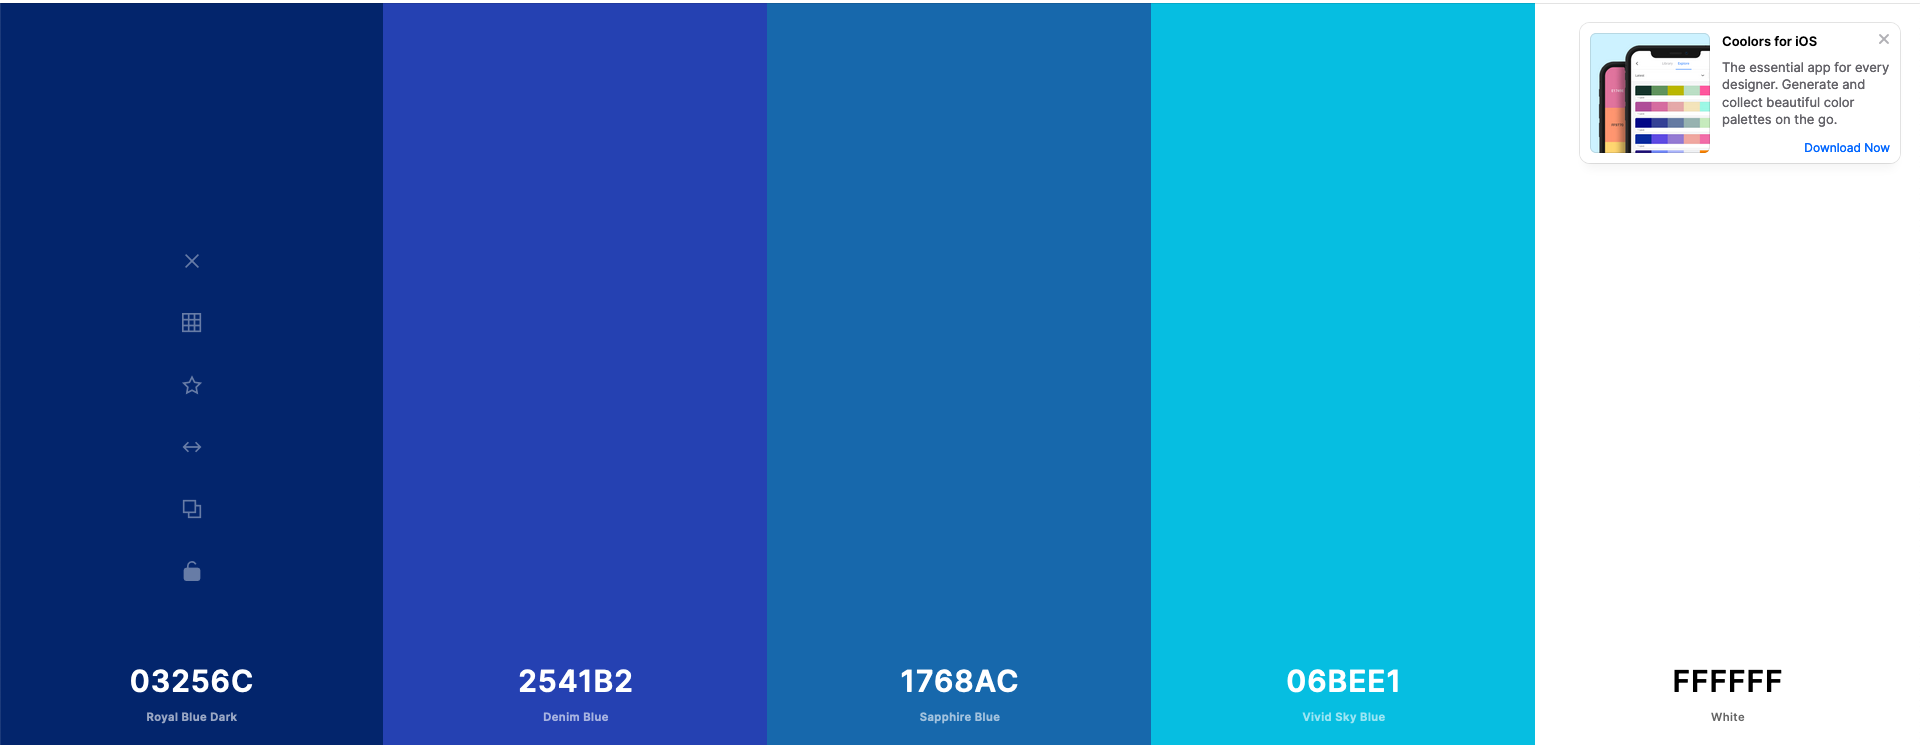 Coolors for iOS
The essential app for every
designer. Generate and
collect beautiful color
palettes on the go.
Download Now
03256C
Royal Blue Dark
2541B2
Denim Blue
1768AC
Sapphire Blue
06BEE1
Vivid Sky Blue
FFFFFF
White